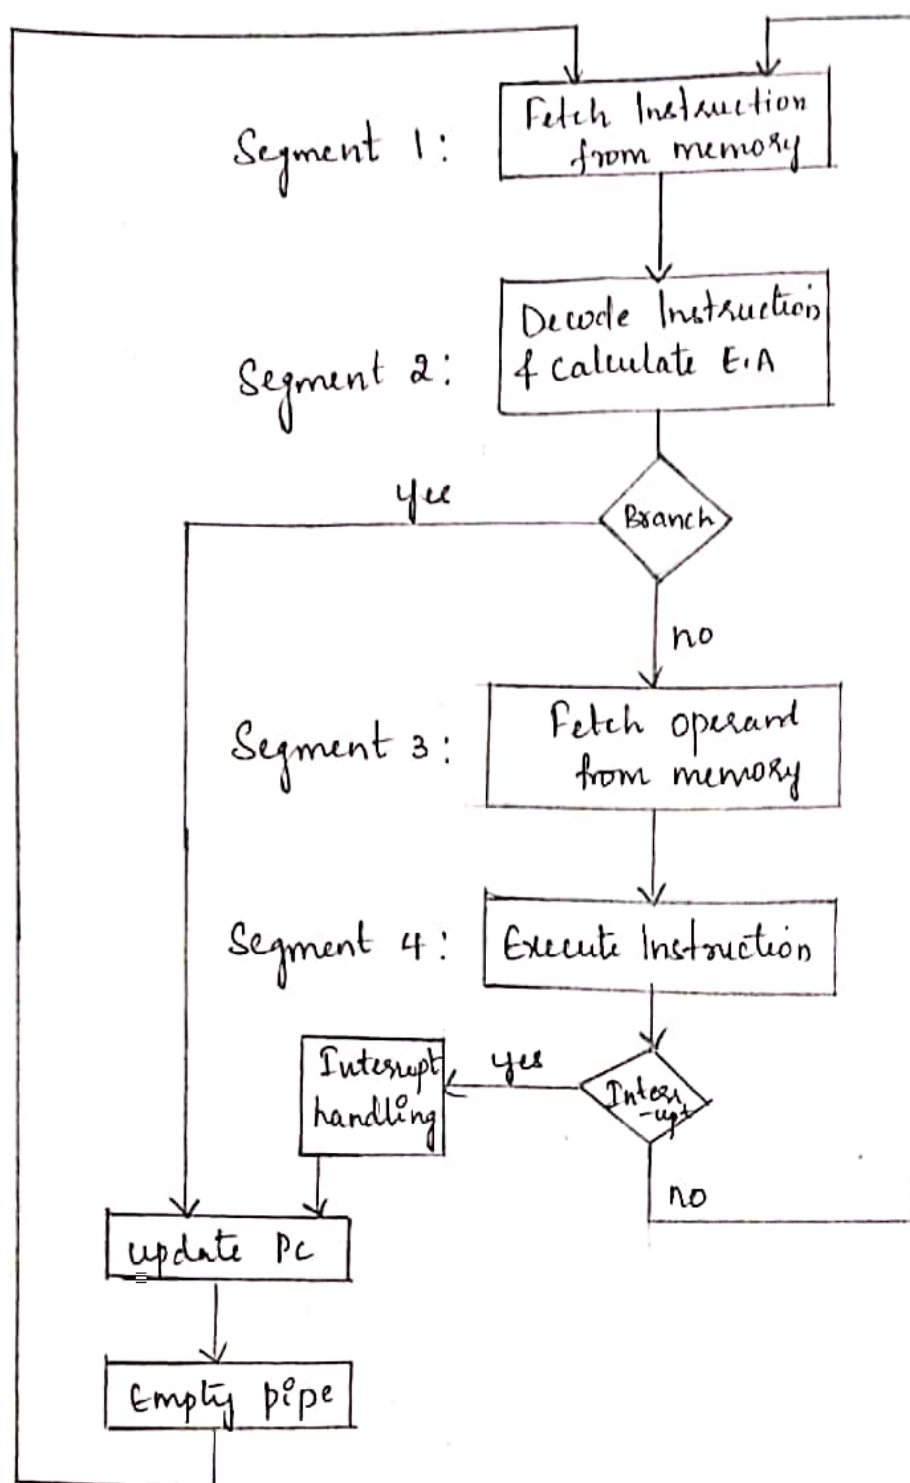 Segment 1:
Fetch Instruction
from memory
Segment 2:
Decode Instruction
& calculate E.A
Branch
yes
no
Segment 3:
Fetch operand
from memory
Segment 4:
Execute Instruction
Interr
-upt
yes
Interrupt
handling
no
update PC
Empty pipe